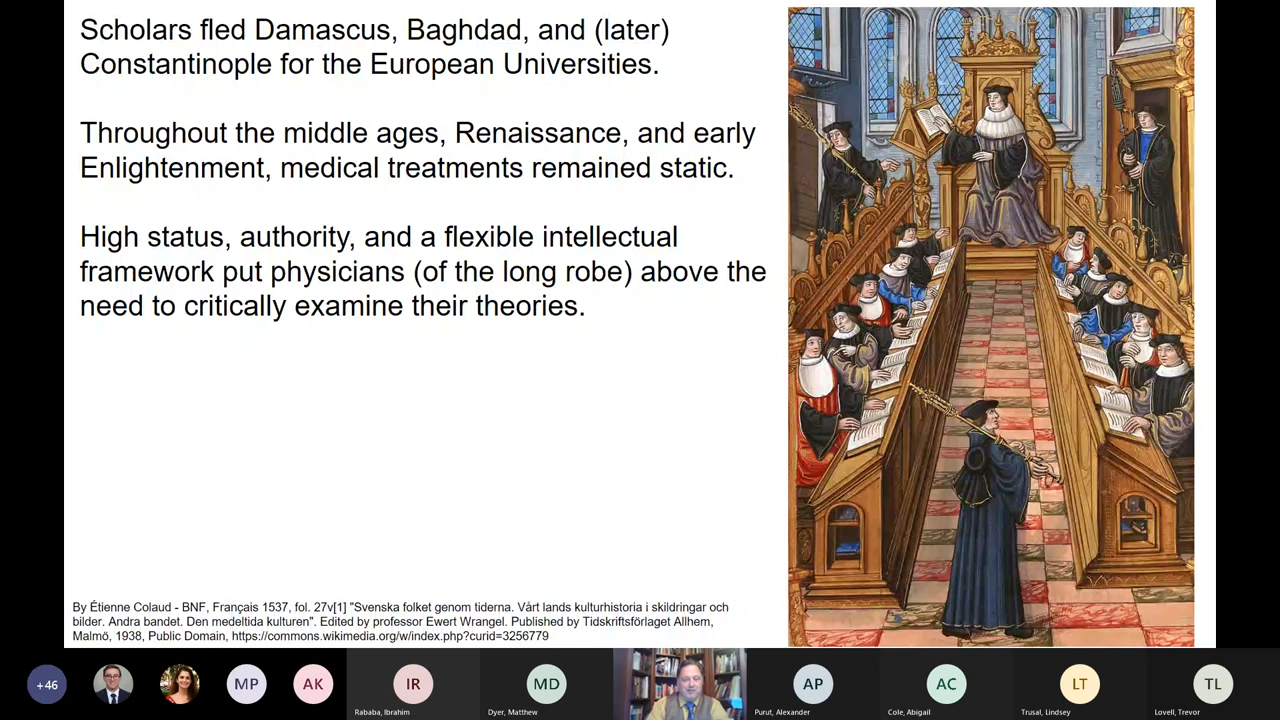 Scholars fled Damascus, Baghdad, and (later)
Constantinople for the European Universities.
Throughout the middle ages, Renaissance, and early
Enlightenment, medical treatments remained static.
High status, authority, and a flexible intellectual
framework put physicians (of the long robe) above the
need to critically examine their theories.
By Étienne Colaud - BNF, Français 1537, fol. 27v[1] "Svenska folket genom tiderna. Vårt lands kulturhistoria i skildringar och
bilder. Andra bandet. Den medeltida kulturen". Edited by professor Ewert Wrangel. Published by Tidskriftsförlaget Allhem,
Malmö, 1938, Public Domain, https://commons.wikimedia.org/w/index.php?curid=3256779
+46
MP
AK
IR
MD
AP
AC
LT
TL
Rababa, Ibrahim
Dyer, Matthew
Purut, Alexander
Cole, Abigail
Trusal, Lindsey
Lovell, Trevor